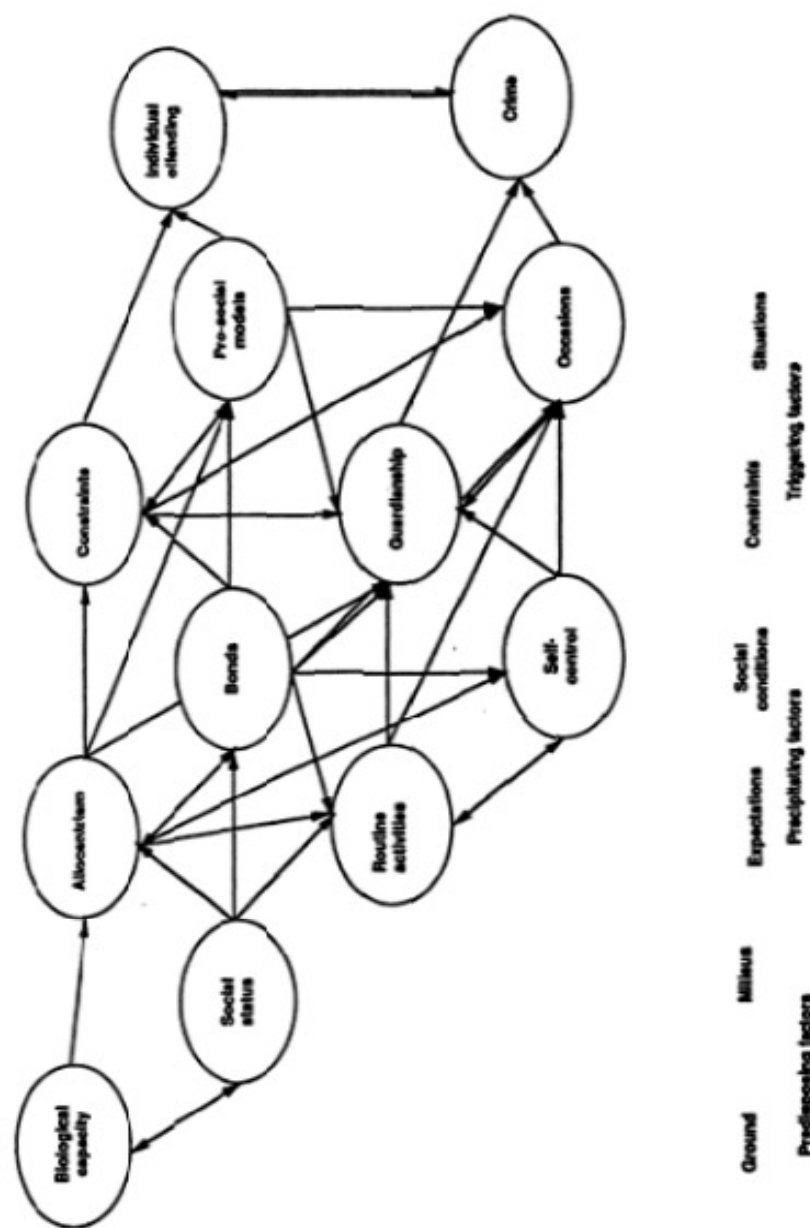 Biological
capacity
Social
status
Allocentrism
Bonds
Routine
activities
Self-
control
Constraints
Pro-social
models
Guardianship
Occasions
Individual
offending
Crime
Ground
Milieus
Expectations
Social
conditions
Constraints
Situations
Predisposing factors
Precipitating factors
Triggering factors